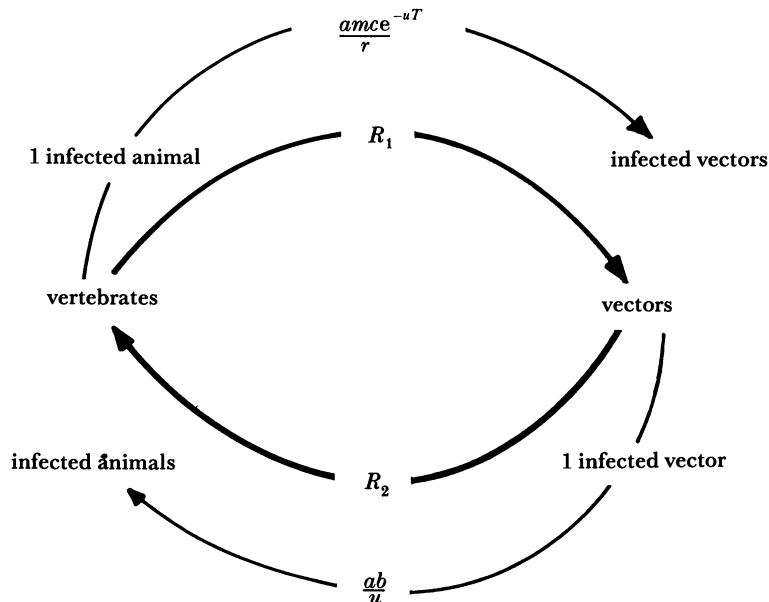 amce^{-uT}
r
R₁
1 infected animal
infected vectors
vertebrates
vectors
infected animals
1 infected vector
R₂
ab
u